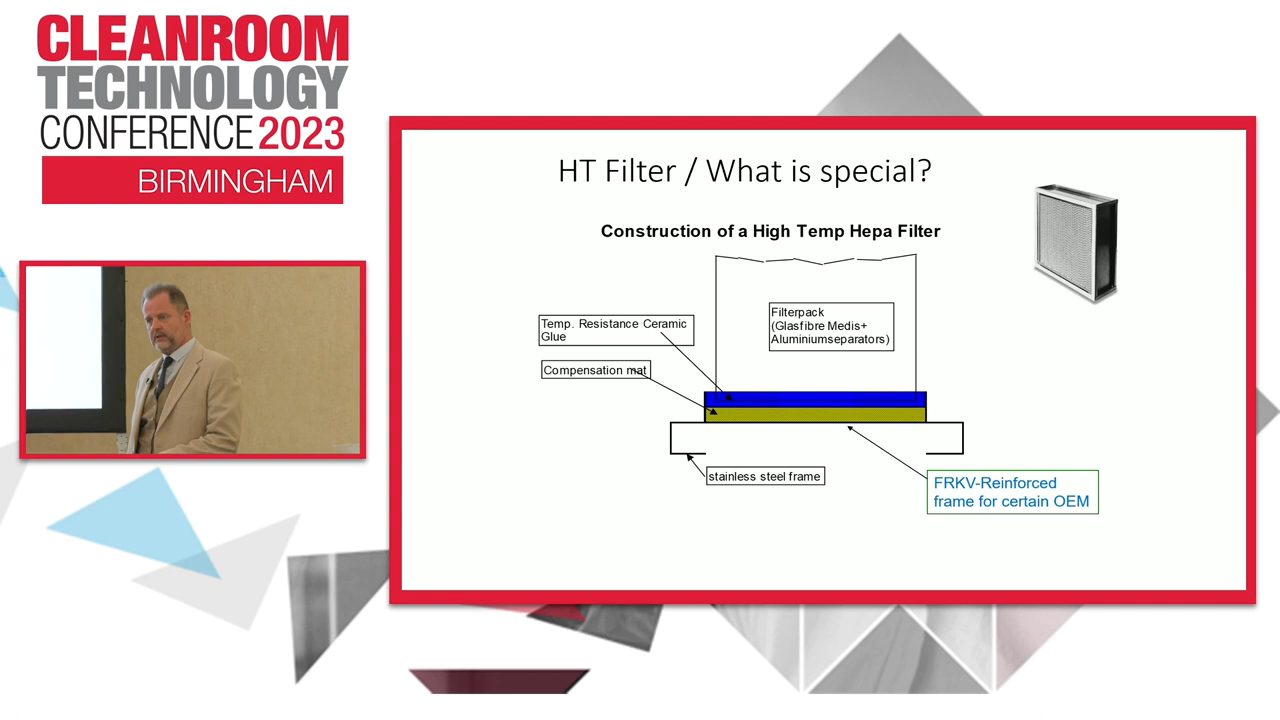 CLEANROOM
TECHNOLOGY
CONFERENCE 2023
BIRMINGHAM
HT Filter / What is special?
Construction of a High Temp Hepa Filter
Filterpack
(Glasfibre Medis+
Aluminiumseparators)
Temp. Resistance Ceramic
Glue
Compensation mat
stainless steel frame
FRKV-Reinforced
frame for certain OEM